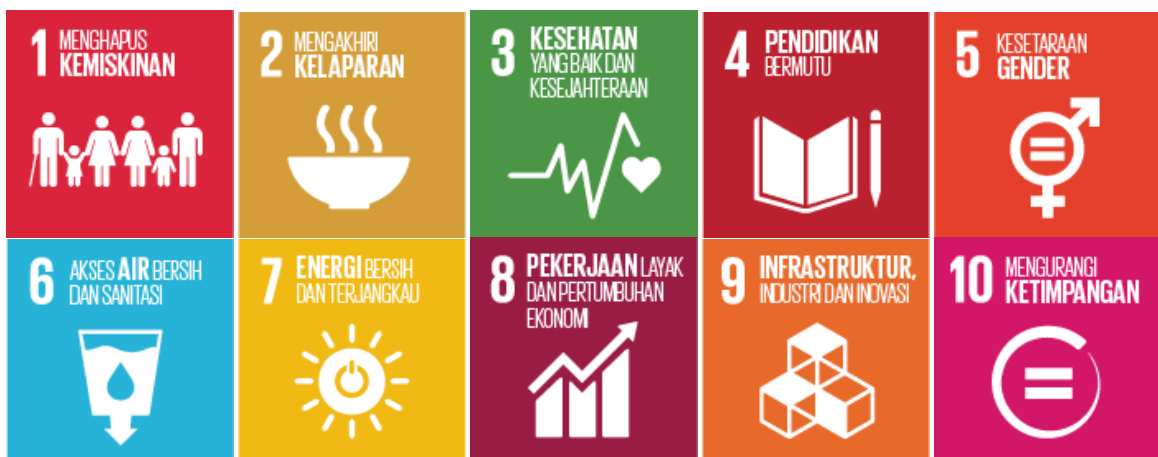 1 MENGHAPUS
KEMISKINAN
2 MENGAKHIRI
KELAPARAN
3 KESEHATAN
YANG BAIK DAN
KESEJAHTERAAN
4 PENDIDIKAN
BERMUTU
5 KESETARAAN
GENDER
6 AKSES AIR BERSIH
DAN SANITASI
7 ENERGI BERSIH
DAN TERJANGKAU
8 PEKERJAAN LAYAK
DAN PERTUMBUHAN
EKONOMI
9 INFRASTRUKTUR,
INDUSTRI DAN INOVASI
10 MENGURANGI
KETIMPANGAN